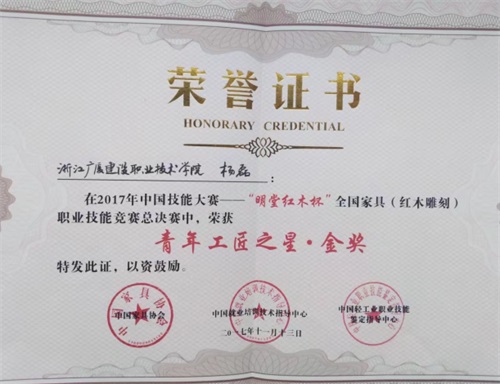 荣誉证书
HONORARY CREDENTIAL
浙江广厦建设职业技术学院 杨磊:
在2017年中国技能大赛——“明堂红木杯”全国家具(红木雕刻)
职业技能竞赛总决赛中,荣获
青年工匠之星·金奖
特发此证,以资鼓励。
中国家具协会 中国就业培训技术指导中心 中国轻工业职业技能
鉴定指导中心
二〇一七年十一月十三日